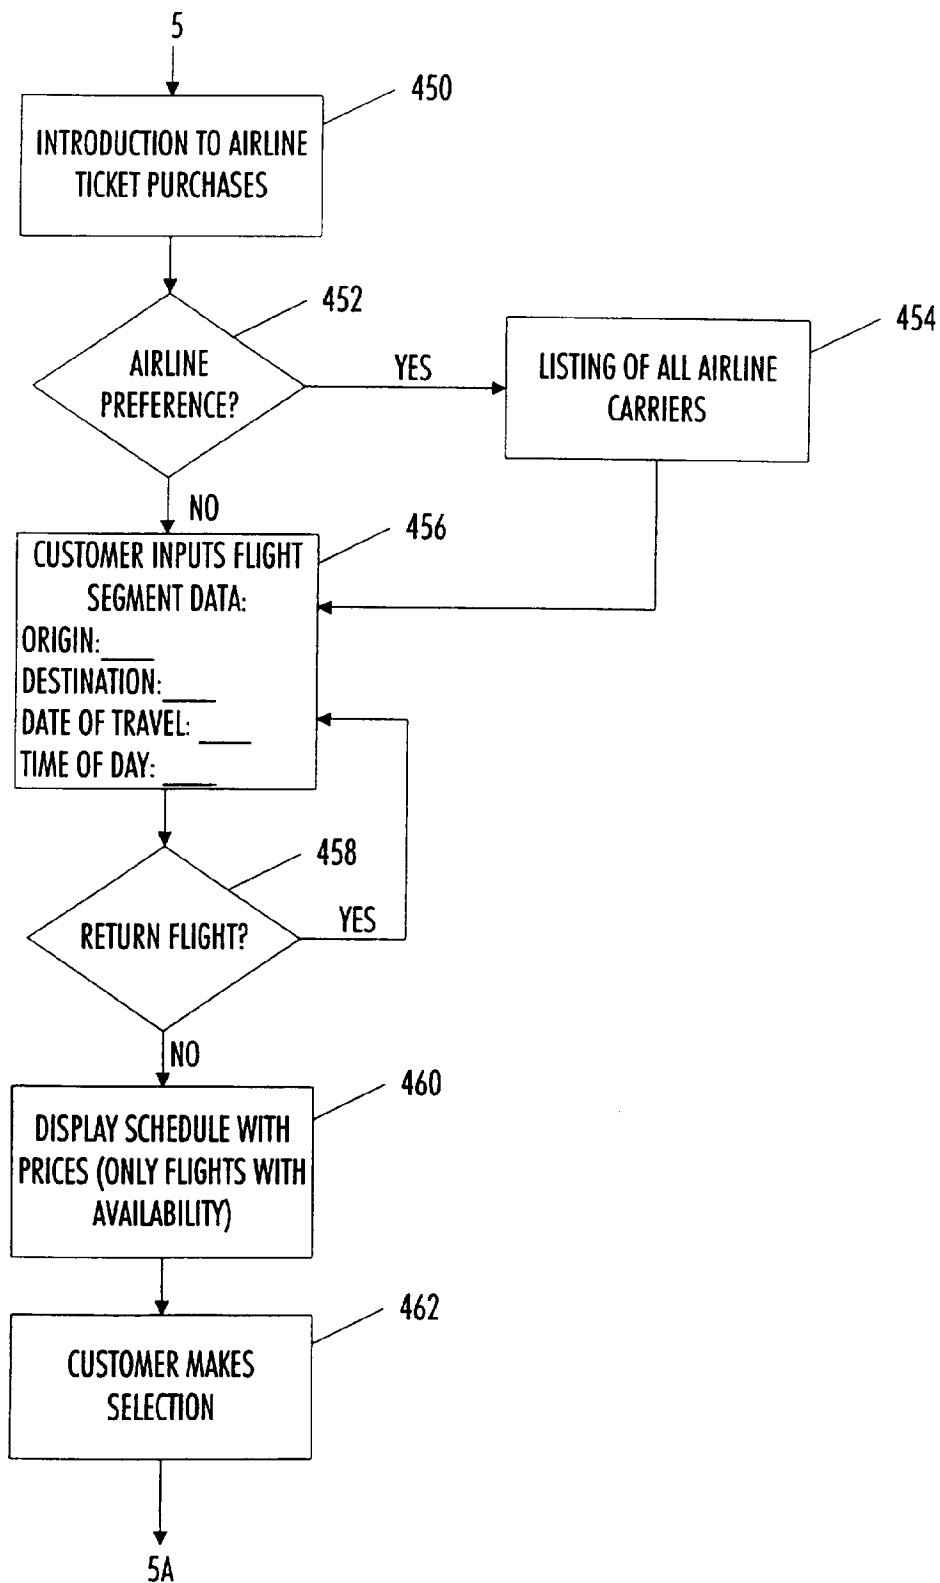 5
450
INTRODUCTION TO AIRLINE
TICKET PURCHASES
452
AIRLINE
PREFERENCE?
YES
454
LISTING OF ALL AIRLINE
CARRIERS
NO
456
CUSTOMER INPUTS FLIGHT
SEGMENT DATA:
ORIGIN:____
DESTINATION:____
DATE OF TRAVEL: ____
TIME OF DAY: ____
458
RETURN FLIGHT?
YES
NO
460
DISPLAY SCHEDULE WITH
PRICES (ONLY FLIGHTS WITH
AVAILABILITY)
462
CUSTOMER MAKES
SELECTION
5A